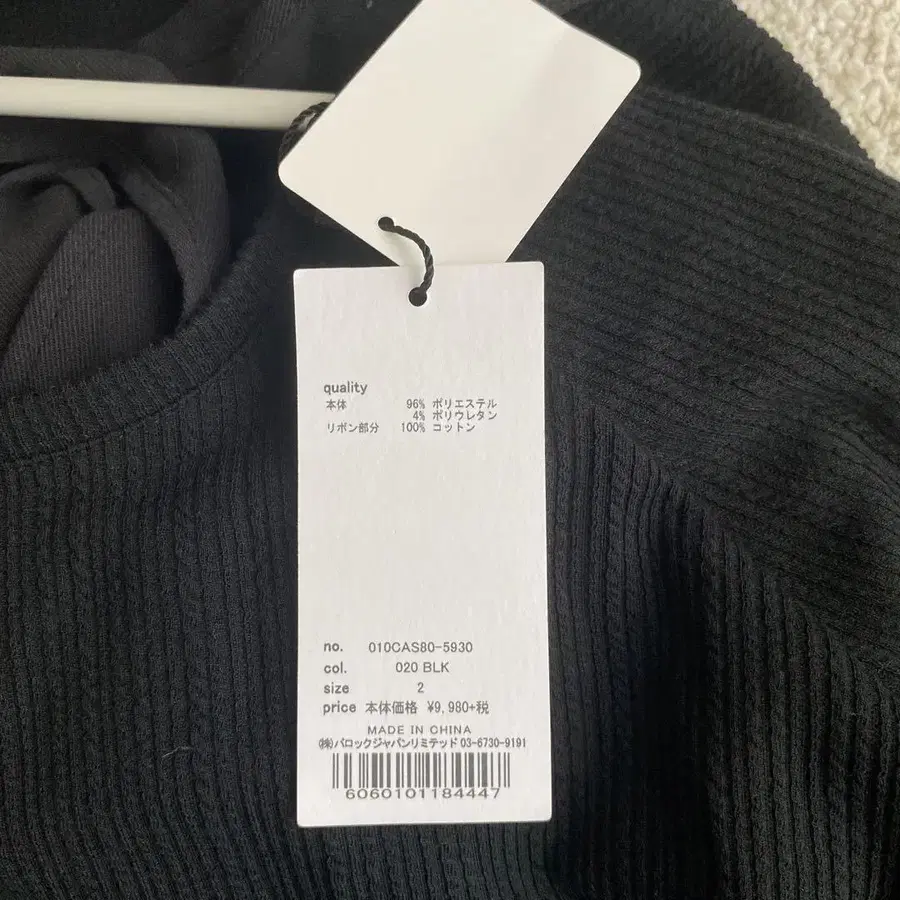 quality
本体 96% ポリエステル
4% ポリウレタン
リボン部分 100% コットン
no. 010CAS80-5930
col. 020 BLK
size 2
price 本体価格 ¥9,980+税
MADE IN CHINA
㈱バロックジャパンリミテッド 03-6730-9191
6060101184447